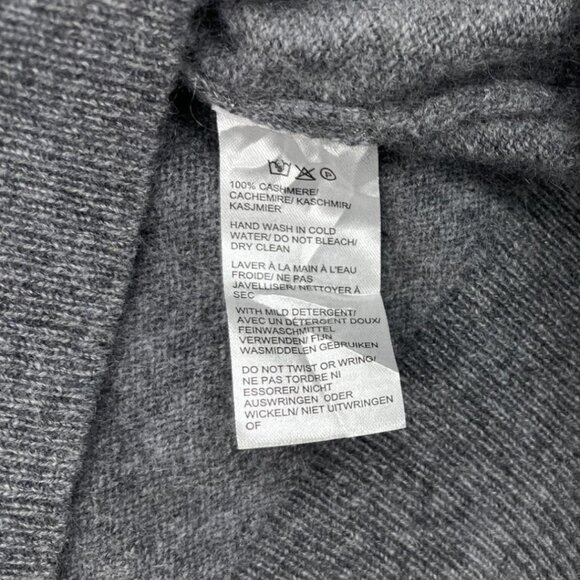 100% CASHMERE/
CACHEMIRE/ KASCHMIR/
KASJMIER
HAND WASH IN COLD
WATER/ DO NOT BLEACH/
DRY CLEAN
LAVER À LA MAIN À L'EAU
FROIDE/ NE PAS
JAVELLISER/ NETTOYER À
SEC
WITH MILD DETERGENT/
AVEC UN DÉTERGENT DOUX/
FEINWASCHMITTEL
VERWENDEN/ FIJN
WASMIDDELEN GEBRUIKEN
DO NOT TWIST OR WRING/
NE PAS TORDRE NI
ESSORER/ NICHT
AUSWRINGEN ODER
WICKELN/ NIET UITWRINGEN
OF